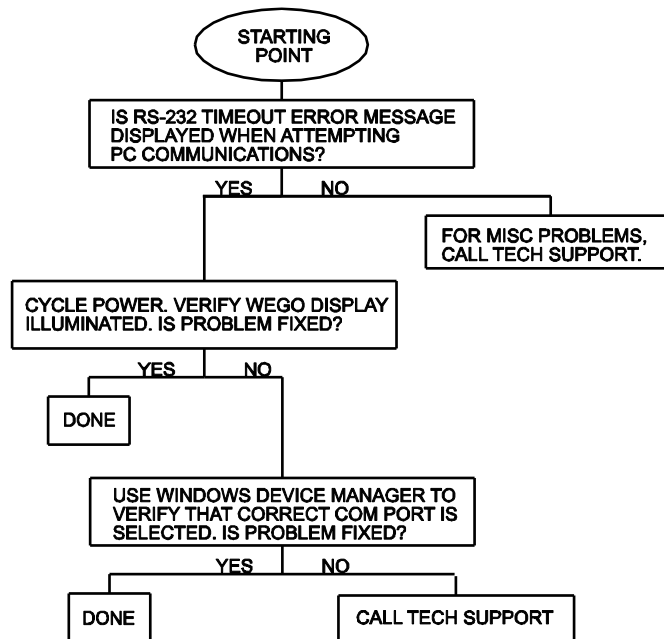 STARTING
POINT
IS RS-232 TIMEOUT ERROR MESSAGE
DISPLAYED WHEN ATTEMPTING
PC COMMUNICATIONS?
YES
NO
FOR MISC PROBLEMS,
CALL TECH SUPPORT.
CYCLE POWER. VERIFY WEGO DISPLAY
ILLUMINATED. IS PROBLEM FIXED?
YES
NO
DONE
USE WINDOWS DEVICE MANAGER TO
VERIFY THAT CORRECT COM PORT IS
SELECTED. IS PROBLEM FIXED?
YES
NO
DONE
CALL TECH SUPPORT